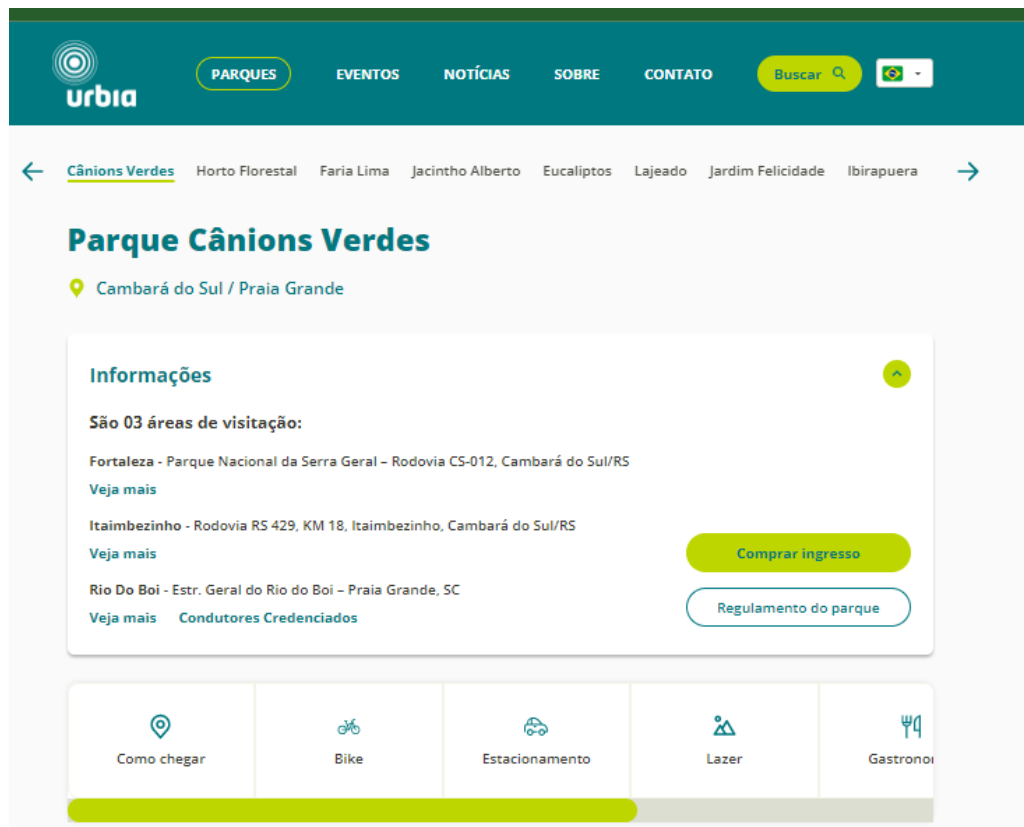 urbia
PARQUES EVENTOS NOTÍCIAS SOBRE CONTATO Buscar
Cânions Verdes Horto Florestal Faria Lima Jacintho Alberto Eucaliptos Lajeado Jardim Felicidade Ibirapuera
Parque Cânions Verdes
Cambará do Sul / Praia Grande
Informações
São 03 áreas de visitação:
Fortaleza - Parque Nacional da Serra Geral – Rodovia CS-012, Cambará do Sul/RS
Veja mais
Itaimbezinho - Rodovia RS 429, KM 18, Itaimbezinho, Cambará do Sul/RS
Veja mais
Comprar ingresso
Rio Do Boi - Estr. Geral do Rio do Boi – Praia Grande, SC
Veja mais Condutores Credenciados
Regulamento do parque
Como chegar Bike Estacionamento Lazer Gastrono